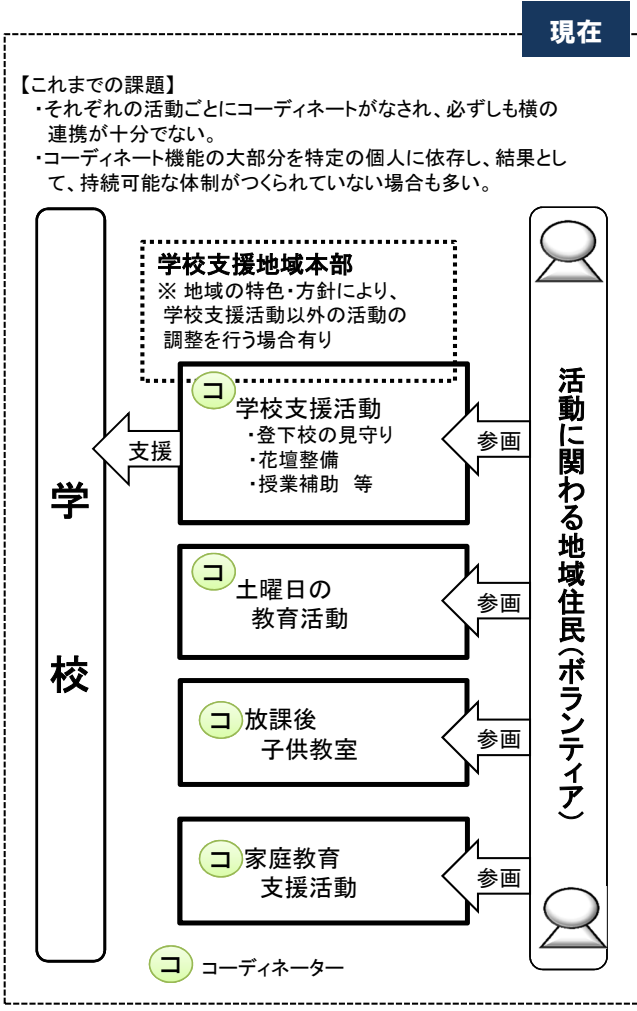 現在
【これまでの課題】
・それぞれの活動ごとにコーディネートがなされ、必ずしも横の
連携が十分でない。
・コーディネート機能の大部分を特定の個人に依存し、結果とし
て、持続可能な体制がつくられていない場合も多い。
学校支援地域本部
※ 地域の特色・方針により、
学校支援活動以外の活動の
調整を行う場合有り
コ
学校支援活動
・登下校の見守り
・花壇整備
・授業補助 等
支援
参画
学校
コ
土曜日の
教育活動
参画
コ
放課後
子供教室
参画
コ
家庭教育
支援活動
参画
活動に関わる地域住民(ボランティア)
コ コーディネーター